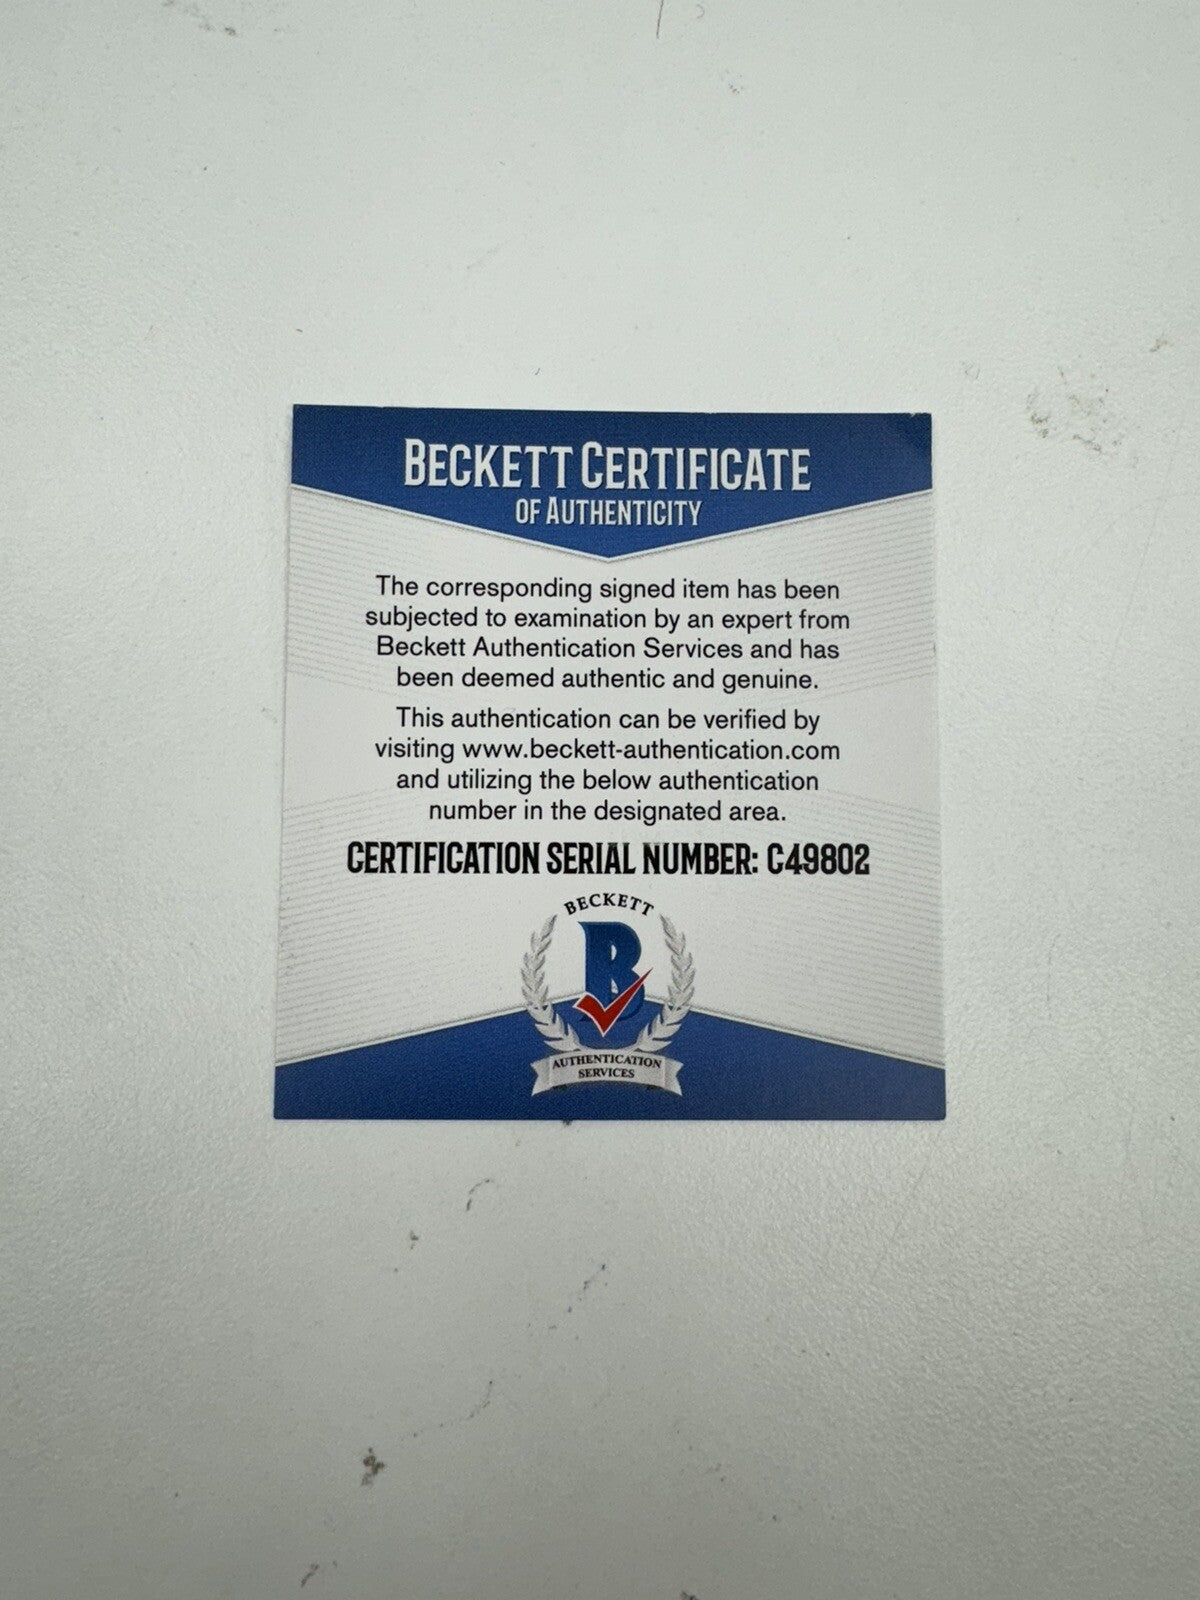 BECKETT CERTIFICATE
OF AUTHENTICITY
The corresponding signed item has been
subjected to examination by an expert from
Beckett Authentication Services and has
been deemed authentic and genuine.
This authentication can be verified by
visiting www.beckett-authentication.com
and utilizing the below authentication
number in the designated area.
CERTIFICATION SERIAL NUMBER: C49802
BECKETT
B
AUTHENTICATION
SERVICES